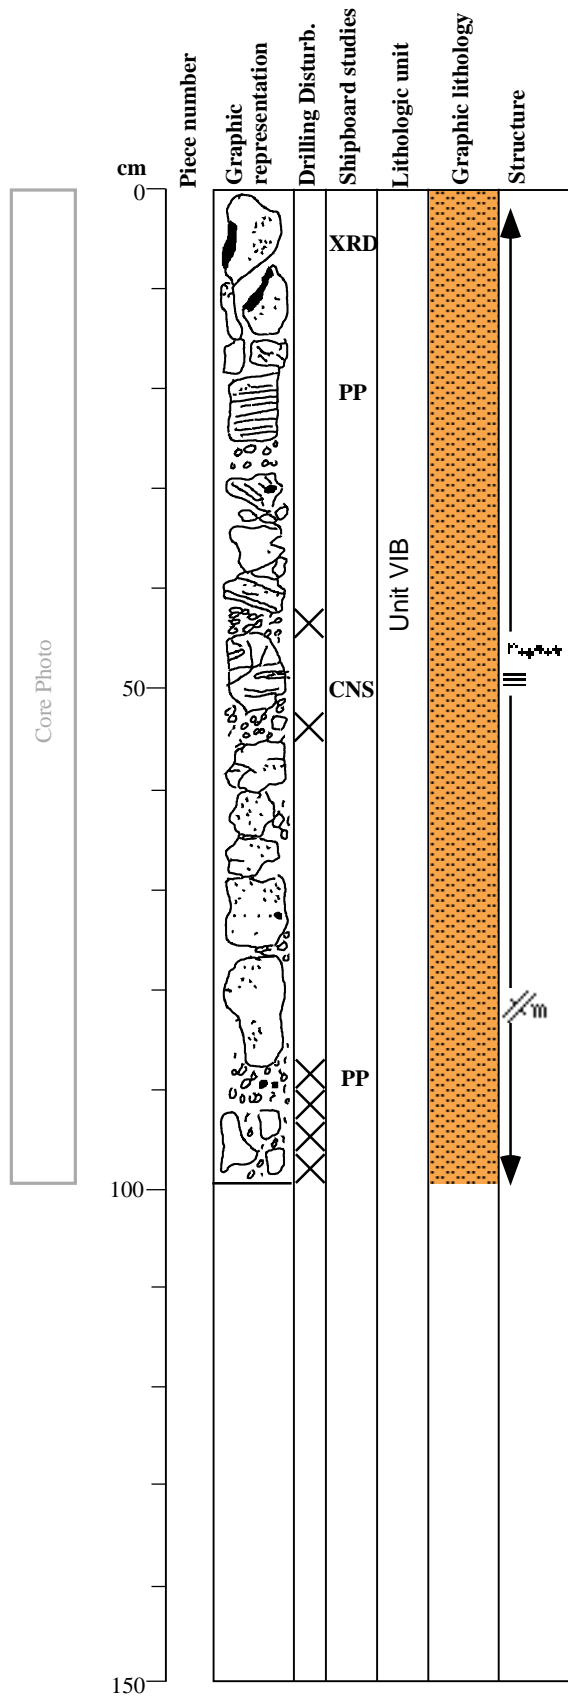 cm
Piece number
Graphic
representation
Drilling Disturb.
Shipboard studies
Lithologic unit
Graphic lithology
Structure
0
XRD
PP
Unit VIB
Core Photo
50
CNS
m
PP
100
150